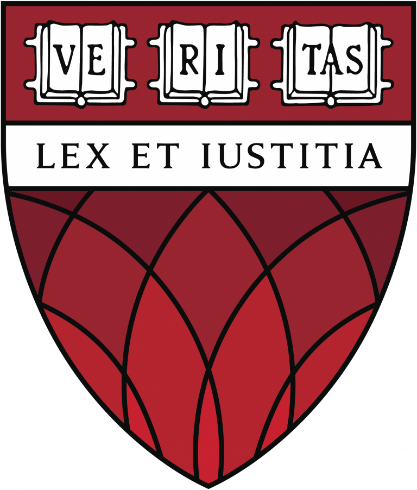 VE RI TAS
LEX ET IUSTITIA